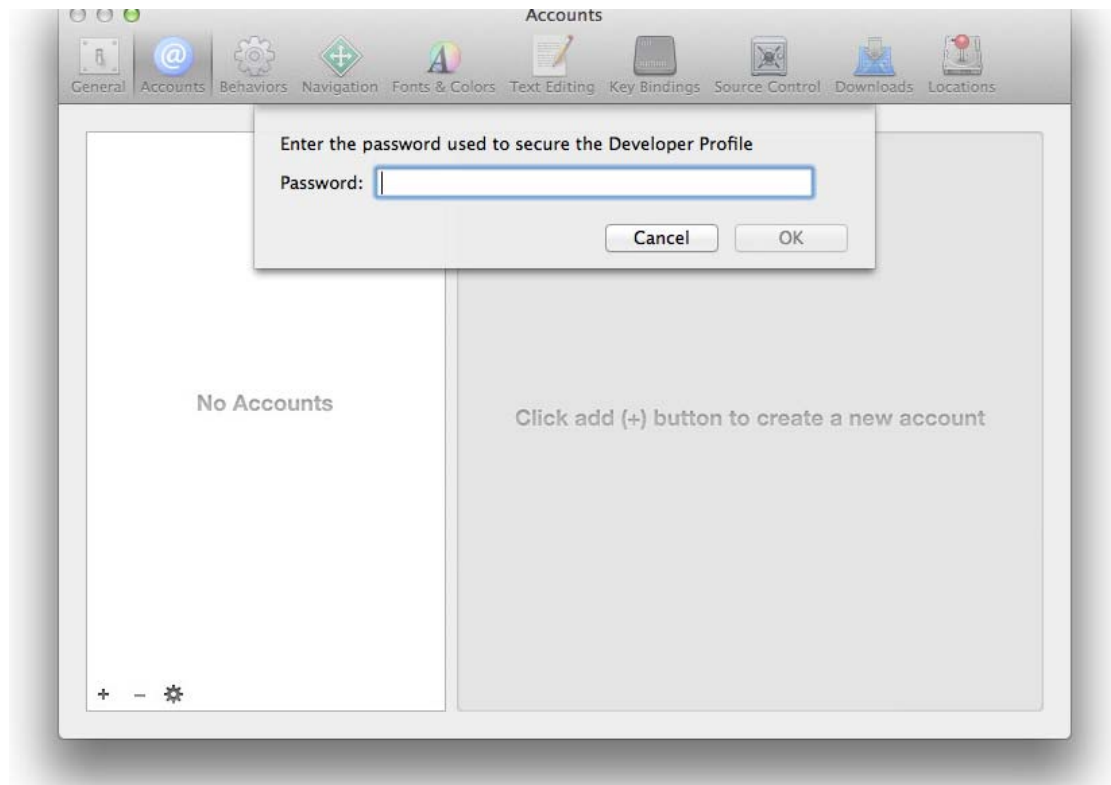 Accounts
General Accounts Behaviors Navigation Fonts & Colors Text Editing Key Bindings Source Control Downloads Locations
Enter the password used to secure the Developer Profile
Password:
Cancel OK
No Accounts
Click add (+) button to create a new account